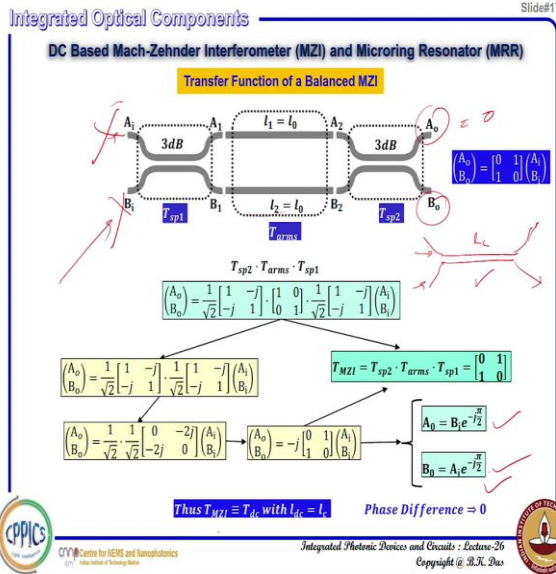 Slide#1
Integrated Optical Components
DC Based Mach-Zehnder Interferometer (MZI) and Microring Resonator (MRR)
Transfer Function of a Balanced MZI
A_i A_1 l_1 = l_0 A_2 A_o = 0
3dB 3dB
(A_o B_o) = [0 1 1 0](A_i B_i)
B_i B_1 l_2 = l_0 B_2 B_o
T_sp1 T_arms T_sp2
L_c
T_sp2 · T_arms · T_sp1
(A_o B_o) = 1/√2 [1 -j -j 1] · [1 0 0 1] · 1/√2 [1 -j -j 1](A_i B_i)
(A_o B_o) = 1/√2 [1 -j -j 1] · 1/√2 [1 -j -j 1](A_i B_i)
T_MZI = T_sp2 · T_arms · T_sp1 = [0 1 1 0]
(A_o B_o) = 1/√2 · 1/√2 [0 -2j -2j 0](A_i B_i)
(A_o B_o) = -j [0 1 1 0](A_i B_i)
A_0 = B_i e^{-jπ/2}
B_0 = A_i e^{-jπ/2}
Thus T_MZI ≡ T_dc with l_dc = l_c
Phase Difference ⇒ 0
CPPICS
Centre for NEMS and Nanophotonics
Indian Institute of Technology Madras
Integrated Photonic Devices and Circuits : Lecture-26
Copyright @ B.K. Das